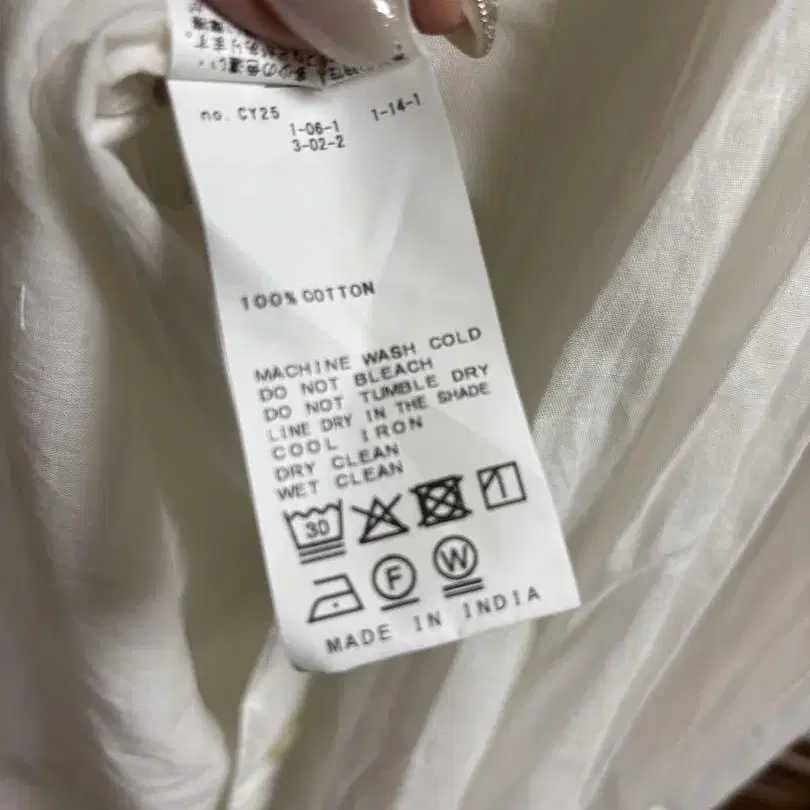 no. CY25
1-06-1
1-14-1
3-02-2
100% COTTON
MACHINE WASH COLD
DO NOT BLEACH
DO NOT TUMBLE DRY
LINE DRY IN THE SHADE
COOL IRON
DRY CLEAN
WET CLEAN
30
F
W
MADE IN INDIA